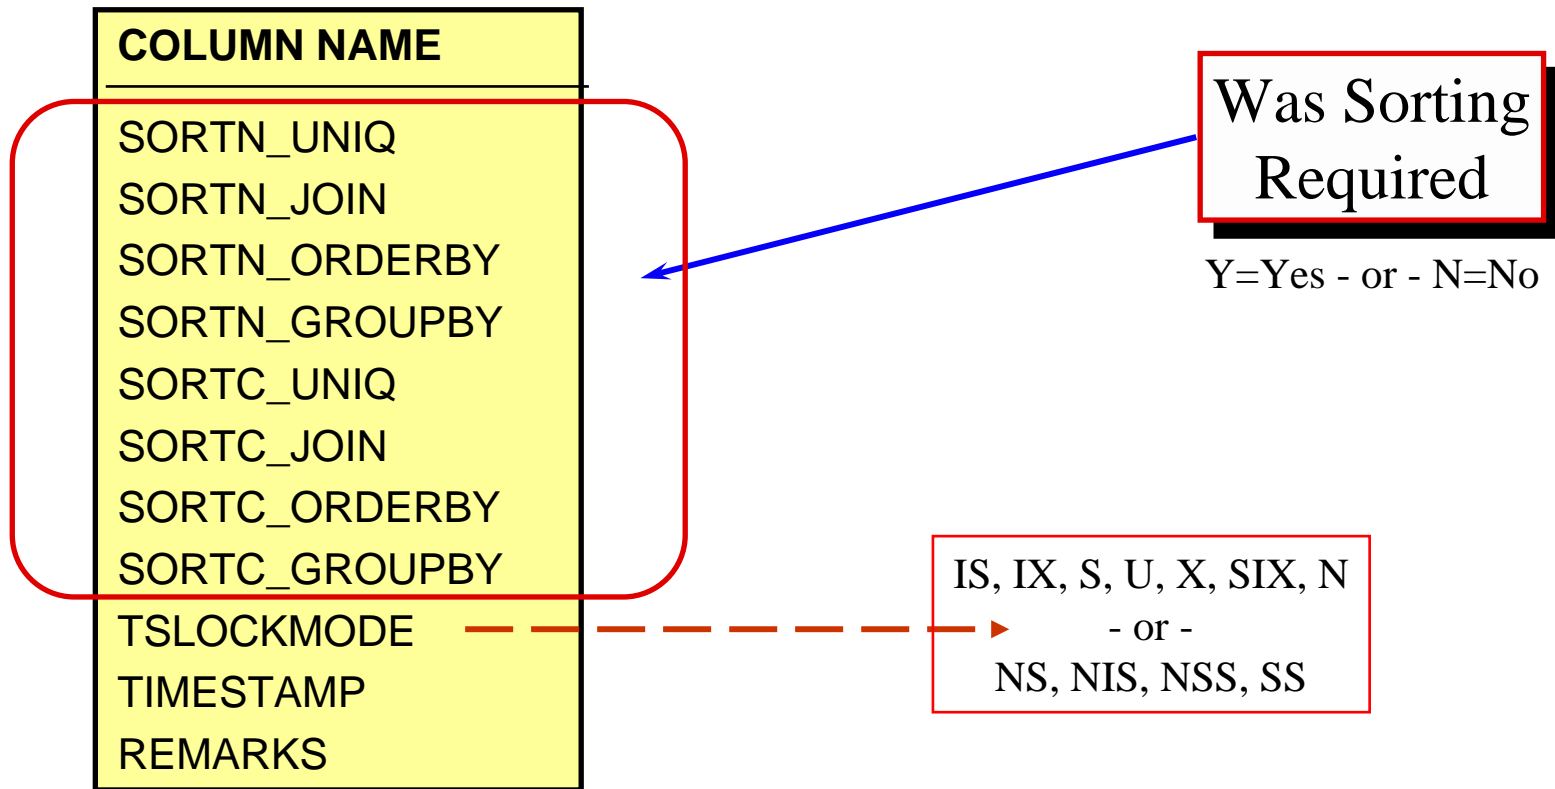 COLUMN NAME
SORTN_UNIQ
SORTN_JOIN
SORTN_ORDERBY
SORTN_GROUPBY
SORTC_UNIQ
SORTC_JOIN
SORTC_ORDERBY
SORTC_GROUPBY
TSLOCKMODE
TIMESTAMP
REMARKS
Was Sorting
Required
Y=Yes - or - N=No
IS, IX, S, U, X, SIX, N
- or -
NS, NIS, NSS, SS